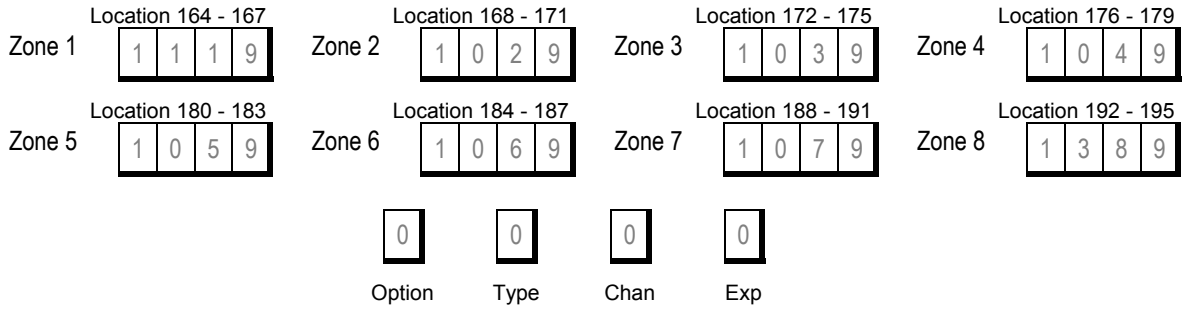 Location 164 - 167 Location 168 - 171 Location 172 - 175 Location 176 - 179
Zone 1 1 1 1 9 Zone 2 1 0 2 9 Zone 3 1 0 3 9 Zone 4 1 0 4 9
Location 180 - 183 Location 184 - 187 Location 188 - 191 Location 192 - 195
Zone 5 1 0 5 9 Zone 6 1 0 6 9 Zone 7 1 0 7 9 Zone 8 1 3 8 9
0 0 0 0
Option Type Chan Exp